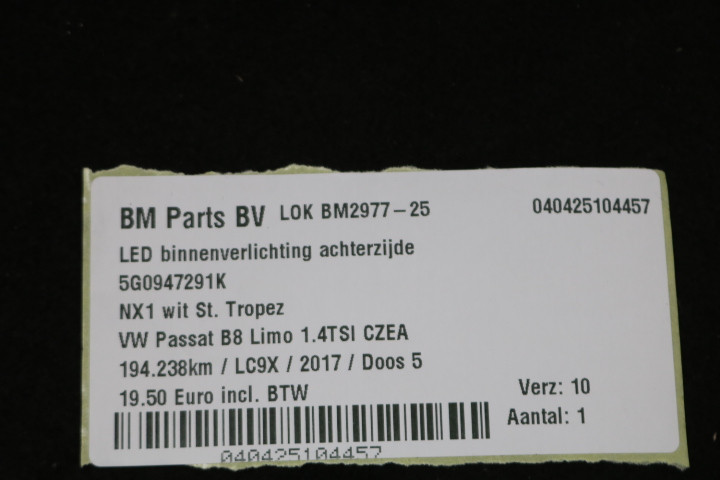 BM Parts BV LOK BM2977-25 040425104457
LED binnenverlichting achterzijde
5G0947291K
NX1 wit St. Tropez
VW Passat B8 Limo 1.4TSI CZEA
194.238km / LC9X / 2017 / Doos 5
19.50 Euro incl. BTW Verz: 10
Aantal: 1
040425104457